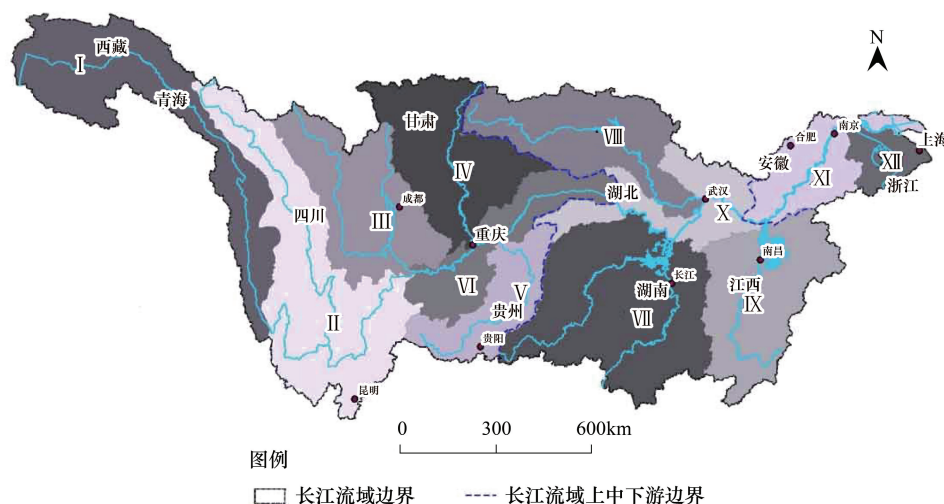 N
西藏
Ⅰ
青海
甘肃
Ⅷ
合肥
南京
上海
安徽
Ⅻ
浙江
Ⅳ
Ⅺ
湖北
武汉
Ⅹ
成都
四川
Ⅲ
重庆
南昌
Ⅵ
Ⅴ
长江
湖南
江西
Ⅸ
贵州
Ⅱ
Ⅶ
贵阳
昆明
0 300 600km
图例
长江流域边界 长江流域上中下游边界